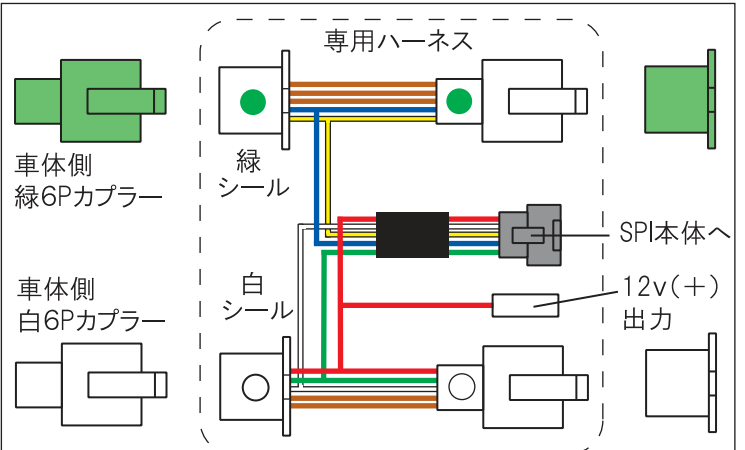 専用ハーネス
車体側
緑6Pカプラー
緑
シール
SPI本体へ
車体側
白6Pカプラー
白
シール
12v(+)
出力